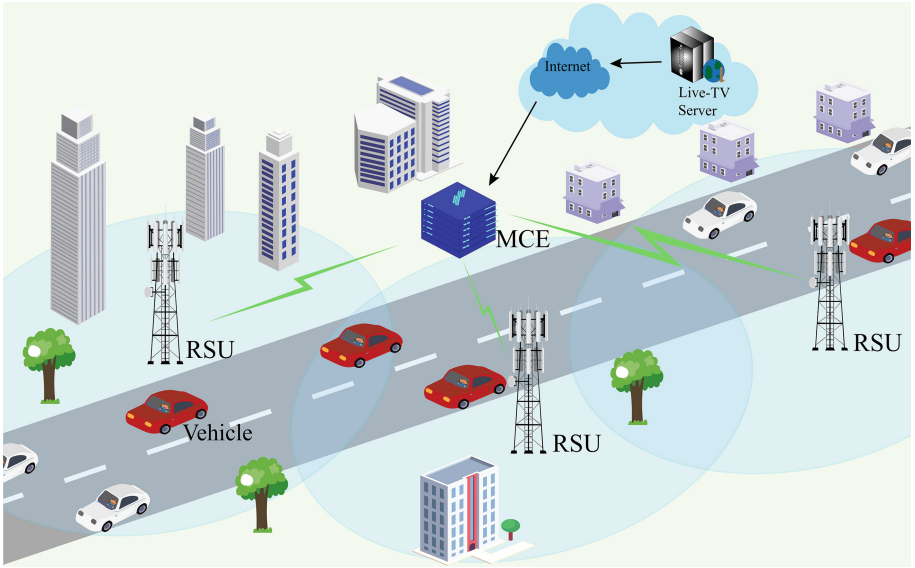 Internet
Live-TV
Server
MCE
RSU
RSU
Vehicle
RSU